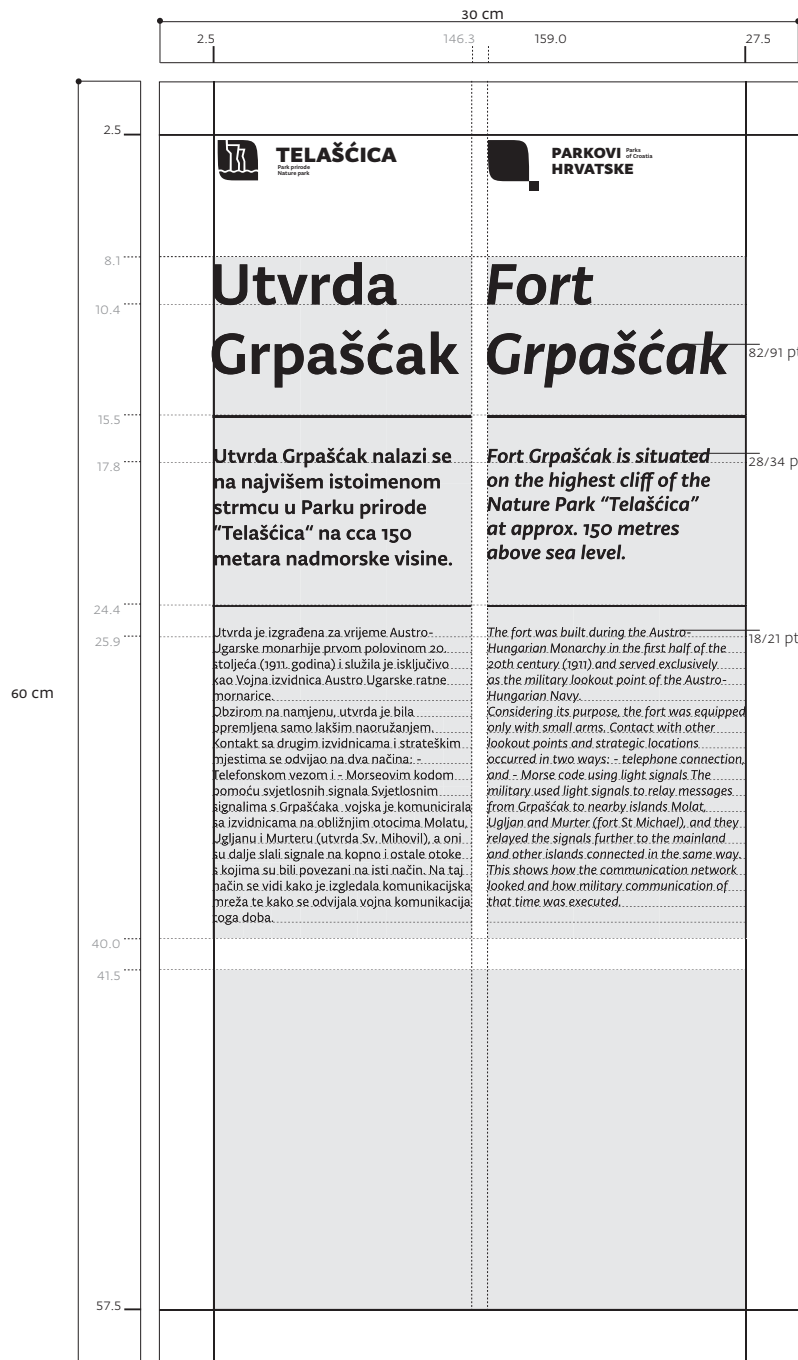 30 cm
2.5
146.3
159.0
27.5
2.5
TELAŠĆICA
Park prirode
Nature park
PARKOVI
HRVATSKE
Parks
of Croatia
8.1
10.4
Utvrda
Grpašćak
Fort
Grpašćak
82/91 pt
15.5
17.8
Utvrda Grpašćak nalazi se
na najvišem istoimenom
strmcu u Parku prirode
“Telašćica“ na cca 150
metara nadmorske visine.
Fort Grpašćak is situated
on the highest cliff of the
Nature Park “Telašćica”
at approx. 150 metres
above sea level.
28/34 p
24.4
25.9
60 cm
Utvrda je izgrađena za vrijeme Austro-
Ugarske monarhije prvom polovinom 20.
stoljeća (1911. godina) i služila je isključivo
kao Vojna izvidnica Austro Ugarske ratne
mornarice.
Obzirom na namjenu, utvrda je bila
opremljena samo lakšim naoružanjem.
Kontakt sa drugim izvidnicama i strateškim
mjestima se odvijao na dva načina: -
Telefonskom vezom i - Morseovim kodom
pomoću svjetlosnih signala Svjetlosnim
signalima s Grpašćaka vojska je komunicirala
sa izvidnicama na obližnjim otocima Molatu,
Ugljanu i Murteru (utvrda Sv. Mihovil), a oni
su dalje slali signale na kopno i ostale otoke
s kojima su bili povezani na isti način. Na taj
način se vidi kako je izgledala komunikacijska
mreža te kako se odvijala vojna komunikacija
toga doba.
The fort was built during the Austro-
Hungarian Monarchy in the first half of the
20th century (1911) and served exclusively
as the military lookout point of the Austro-
Hungarian Navy.
Considering its purpose, the fort was equipped
only with small arms. Contact with other
lookout points and strategic locations
occurred in two ways: - telephone connection,
and - Morse code using light signals The
military used light signals to relay messages
from Grpašćak to nearby islands Molat,
Ugljan and Murter (fort St Michael), and they
relayed the signals further to the mainland
and other islands connected in the same way.
This shows how the communication network
looked and how military communication of
that time was executed.
18/21 pt
40.0
41.5
57.5